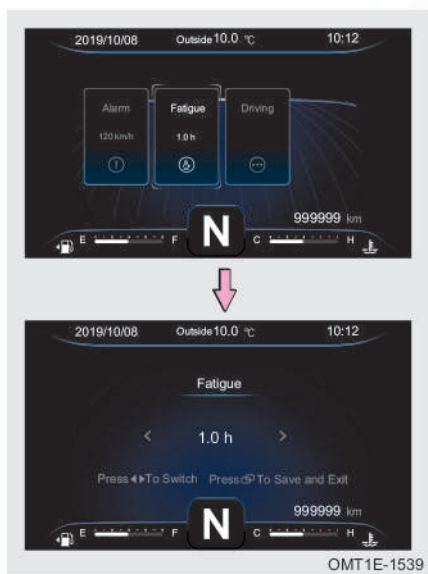 2019/10/08 Outside 10.0 °C 10:12
Alarm Fatigue Driving
120 km/h 1.0 h
999999 km
E F N C H
2019/10/08 Outside 10.0 °C 10:12
Fatigue
< 1.0 h >
Press◀▶To Switch Press To Save and Exit
999999 km
E F N C H
OMT1E-1539